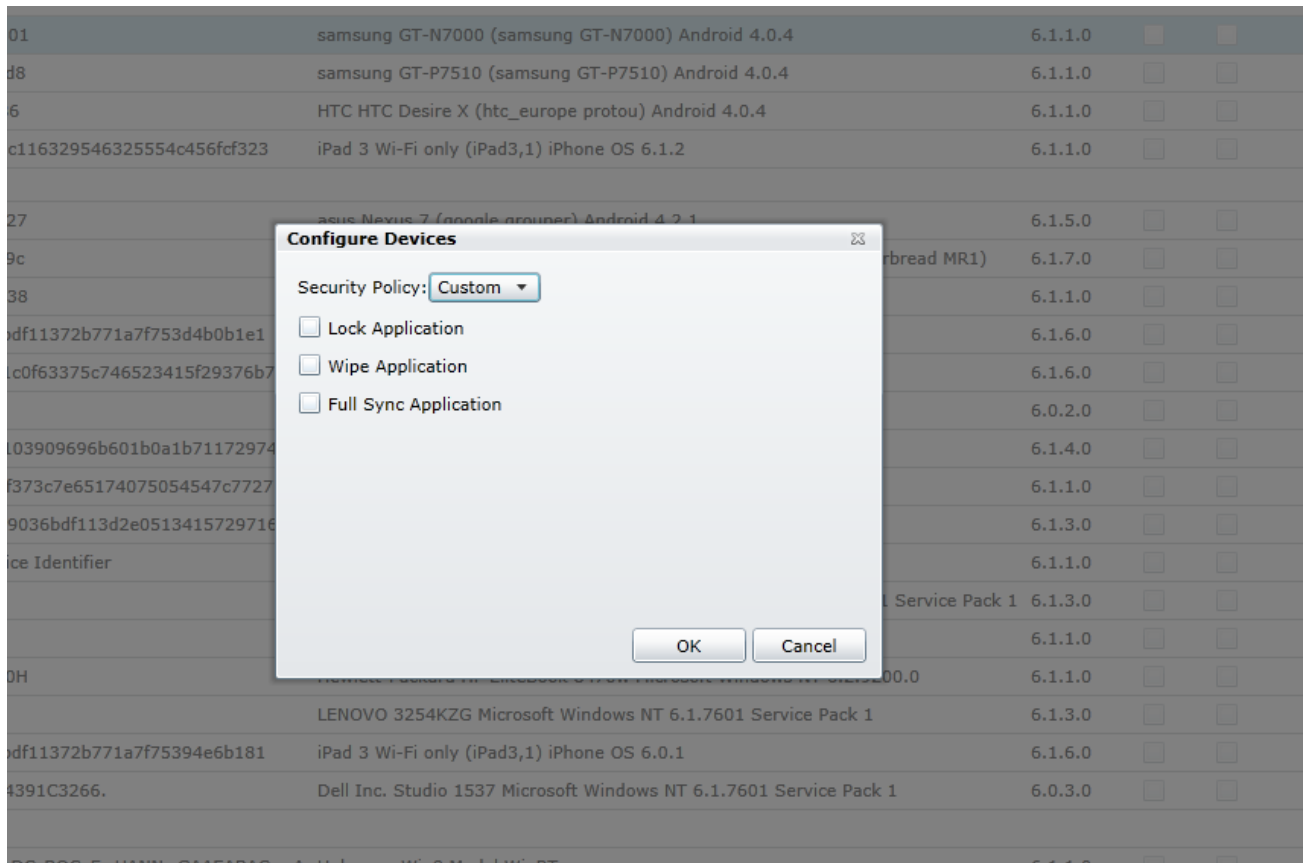 01 samsung GT-N7000 (samsung GT-N7000) Android 4.0.4 6.1.1.0
d8 samsung GT-P7510 (samsung GT-P7510) Android 4.0.4 6.1.1.0
6 HTC HTC Desire X (htc_europe protou) Android 4.0.4 6.1.1.0
c116329546325554c456fcf323 iPad 3 Wi-Fi only (iPad3,1) iPhone OS 6.1.2 6.1.1.0
27 asus Nexus 7 (google grouper) Android 4.2.1 6.1.5.0
9c rbread MR1) 6.1.7.0
38 6.1.1.0
df11372b771a7f753d4b0b1e1 6.1.6.0
1c0f63375c746523415f29376b7 6.1.6.0
6.0.2.0
103909696b601b0a1b71172974 6.1.4.0
f373c7e65174075054547c7727 6.1.1.0
9036bdf113d2e0513415729716 6.1.3.0
ice Identifier 6.1.1.0
1 Service Pack 1 6.1.3.0
6.1.1.0
0H 6.1.1.0
LENOVO 3254KZG Microsoft Windows NT 6.1.7601 Service Pack 1 6.1.3.0
df11372b771a7f75394e6b181 iPad 3 Wi-Fi only (iPad3,1) iPhone OS 6.0.1 6.1.6.0
4391C3266. Dell Inc. Studio 1537 Microsoft Windows NT 6.1.7601 Service Pack 1 6.0.3.0
Configure Devices
Security Policy: Custom
Lock Application
Wipe Application
Full Sync Application
OK Cancel